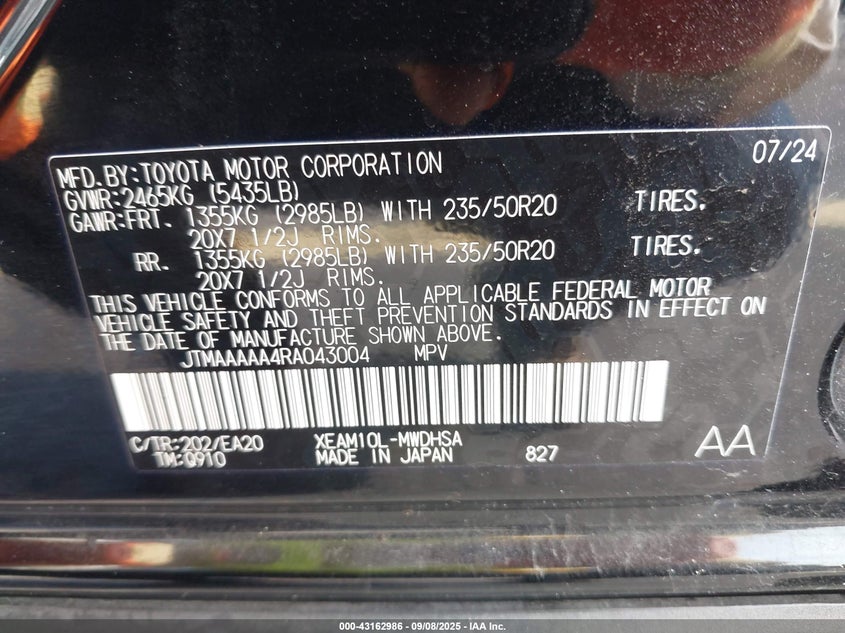 MFD.BY:TOYOTA MOTOR CORPORATION 07/24
GVWR:2465KG (5435LB)
GAWR:FRT. 1355KG (2985LB) WITH 235/50R20 TIRES.
20X7 1/2J RIMS.
RR. 1355KG (2985LB) WITH 235/50R20 TIRES.
20X7 1/2J RIMS.
THIS VEHICLE CONFORMS TO ALL APPLICABLE FEDERAL MOTOR
VEHICLE SAFETY AND THEFT PREVENTION STANDARDS IN EFFECT ON
THE DATE OF MANUFACTURE SHOWN ABOVE.
JTMAAAAA4RA043004 MPV
C/TR:202/EA20 XEAM10L-MWDHSA AA
TM:Q910 MADE IN JAPAN 827
000-43162986 - 09/08/2025 - IAA Inc.